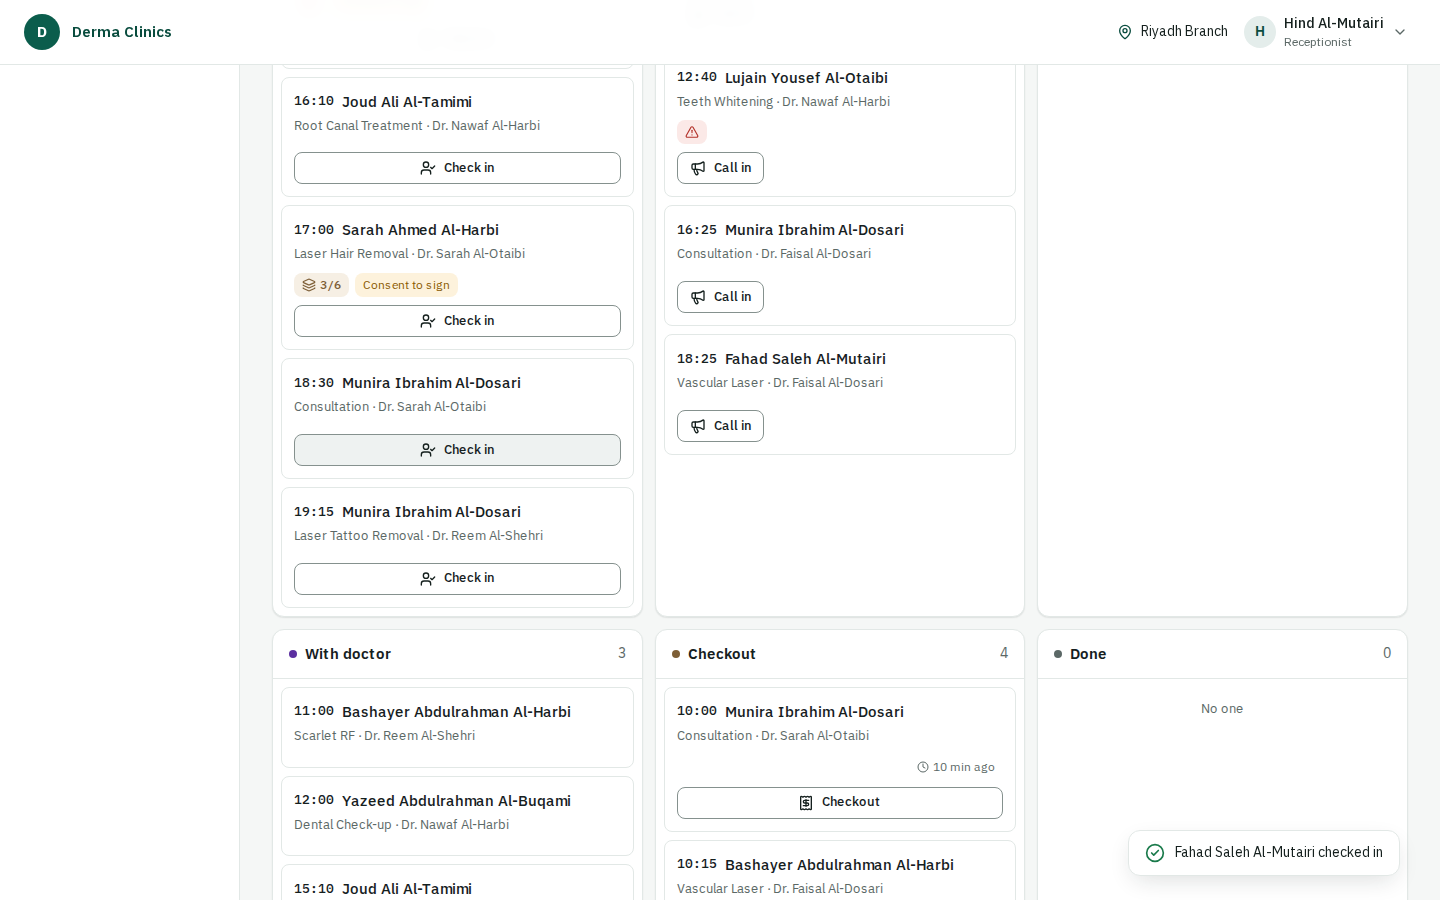 D Derma Clinics
Riyadh Branch
H Hind Al-Mutairi
Receptionist
16:10 Joud Ali Al-Tamimi
Root Canal Treatment · Dr. Nawaf Al-Harbi
Check in
17:00 Sarah Ahmed Al-Harbi
Laser Hair Removal · Dr. Sarah Al-Otaibi
3/6 Consent to sign
Check in
18:30 Munira Ibrahim Al-Dosari
Consultation · Dr. Sarah Al-Otaibi
Check in
19:15 Munira Ibrahim Al-Dosari
Laser Tattoo Removal · Dr. Reem Al-Shehri
Check in
12:40 Lujain Yousef Al-Otaibi
Teeth Whitening · Dr. Nawaf Al-Harbi
Call in
16:25 Munira Ibrahim Al-Dosari
Consultation · Dr. Faisal Al-Dosari
Call in
18:25 Fahad Saleh Al-Mutairi
Vascular Laser · Dr. Faisal Al-Dosari
Call in
With doctor 3
11:00 Bashayer Abdulrahman Al-Harbi
Scarlet RF · Dr. Reem Al-Shehri
12:00 Yazeed Abdulrahman Al-Buqami
Dental Check-up · Dr. Nawaf Al-Harbi
15:10 Joud Ali Al-Tamimi
Checkout 4
10:00 Munira Ibrahim Al-Dosari
Consultation · Dr. Sarah Al-Otaibi
10 min ago
Checkout
10:15 Bashayer Abdulrahman Al-Harbi
Vascular Laser · Dr. Faisal Al-Dosari
Done 0
No one
Fahad Saleh Al-Mutairi checked in